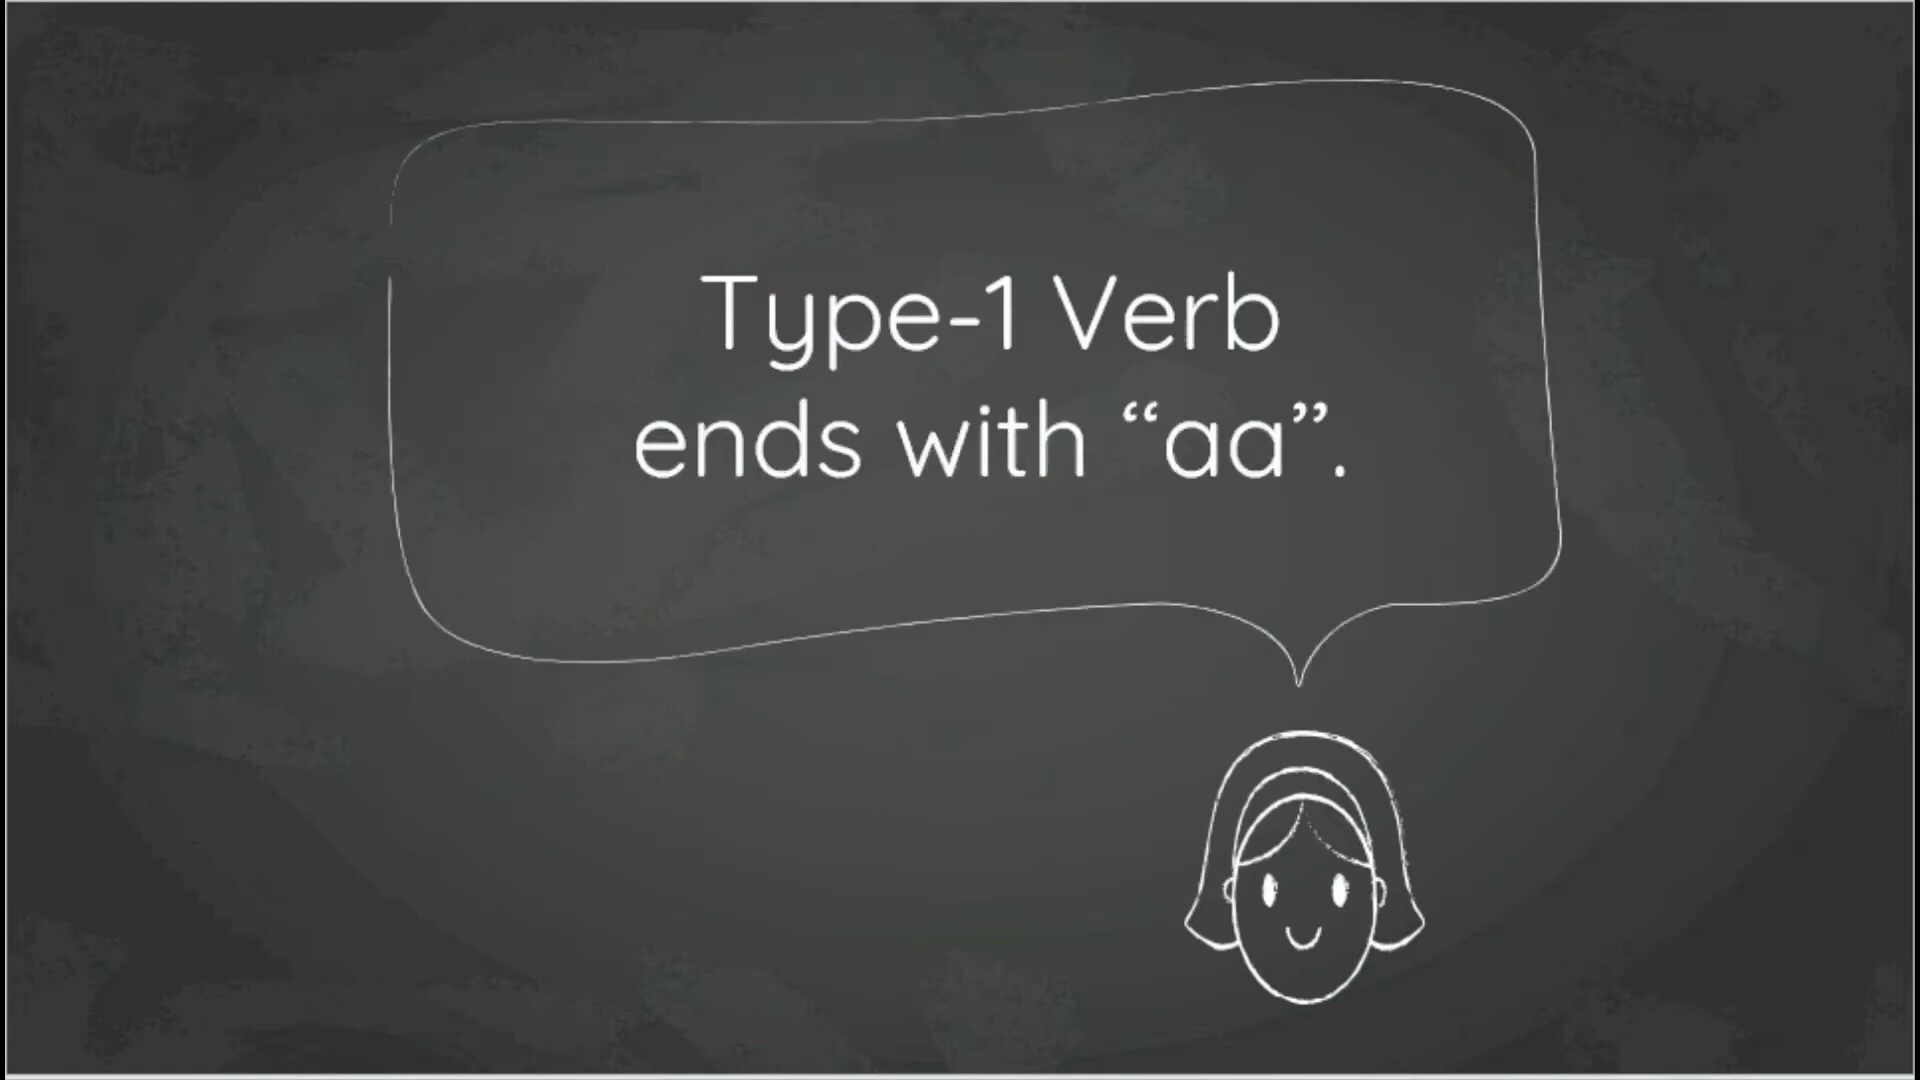 Type-1 Verb
ends with “aa”.